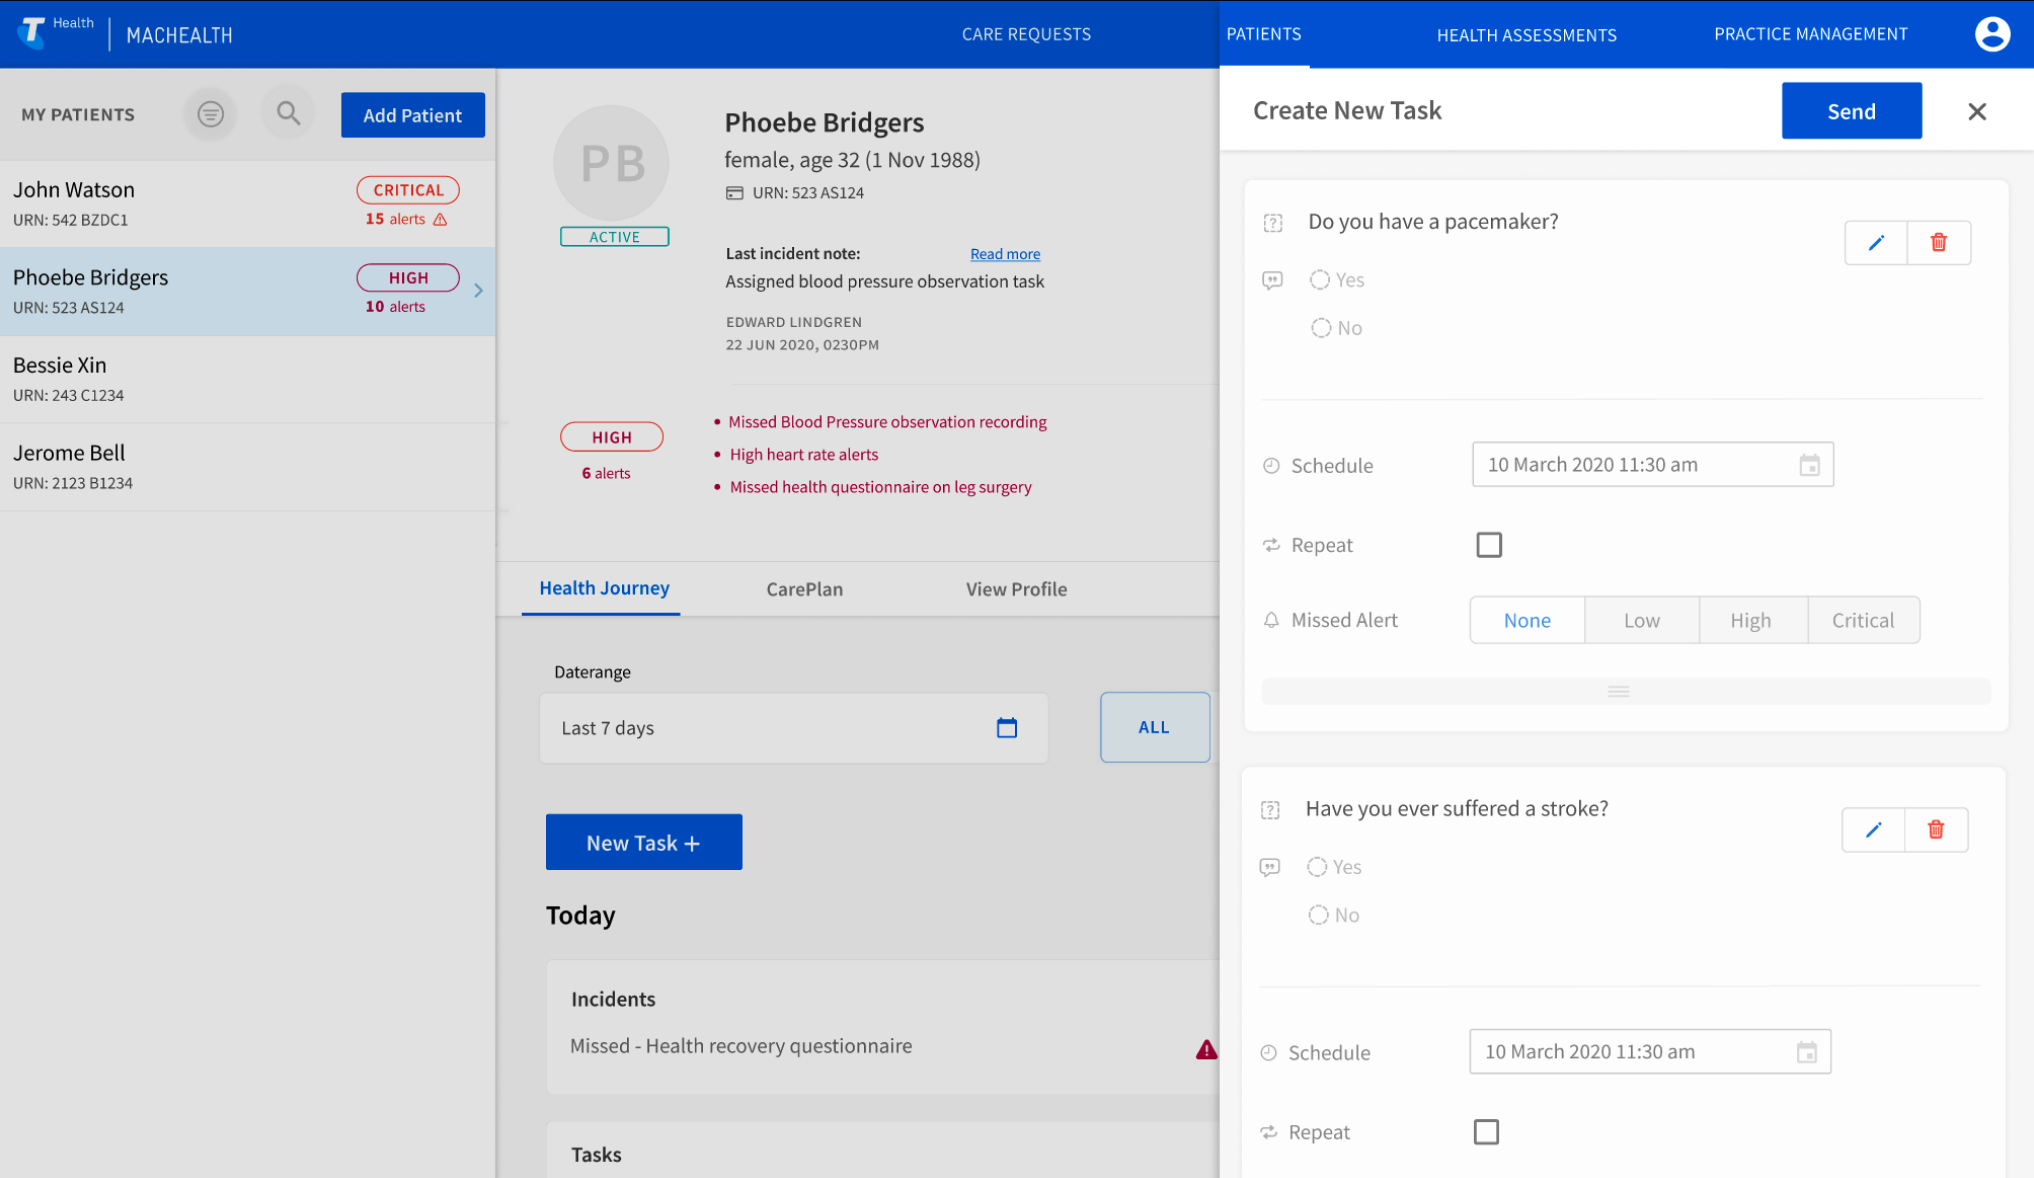 T Health
MACHEALTH
CARE REQUESTS
PATIENTS
HEALTH ASSESSMENTS
PRACTICE MANAGEMENT
MY PATIENTS
Add Patient
John Watson
CRITICAL
URN: 542 BZDC1
15 alerts
Phoebe Bridgers
HIGH
URN: 523 AS124
10 alerts
Bessie Xin
URN: 243 C1234
Jerome Bell
URN: 2123 B1234
PB
ACTIVE
Phoebe Bridgers
female, age 32 (1 Nov 1988)
URN: 523 AS124
Last incident note:
Read more
Assigned blood pressure observation task
EDWARD LINDGREN
22 JUN 2020, 0230PM
HIGH
6 alerts
• Missed Blood Pressure observation recording
• High heart rate alerts
• Missed health questionnaire on leg surgery
Health Journey
CarePlan
View Profile
Daterange
Last 7 days
ALL
New Task +
Today
Incidents
Missed - Health recovery questionnaire
Tasks
Create New Task
Send
Do you have a pacemaker?
Yes
No
Schedule
10 March 2020 11:30 am
Repeat
Missed Alert
None
Low
High
Critical
Have you ever suffered a stroke?
Yes
No
Schedule
10 March 2020 11:30 am
Repeat